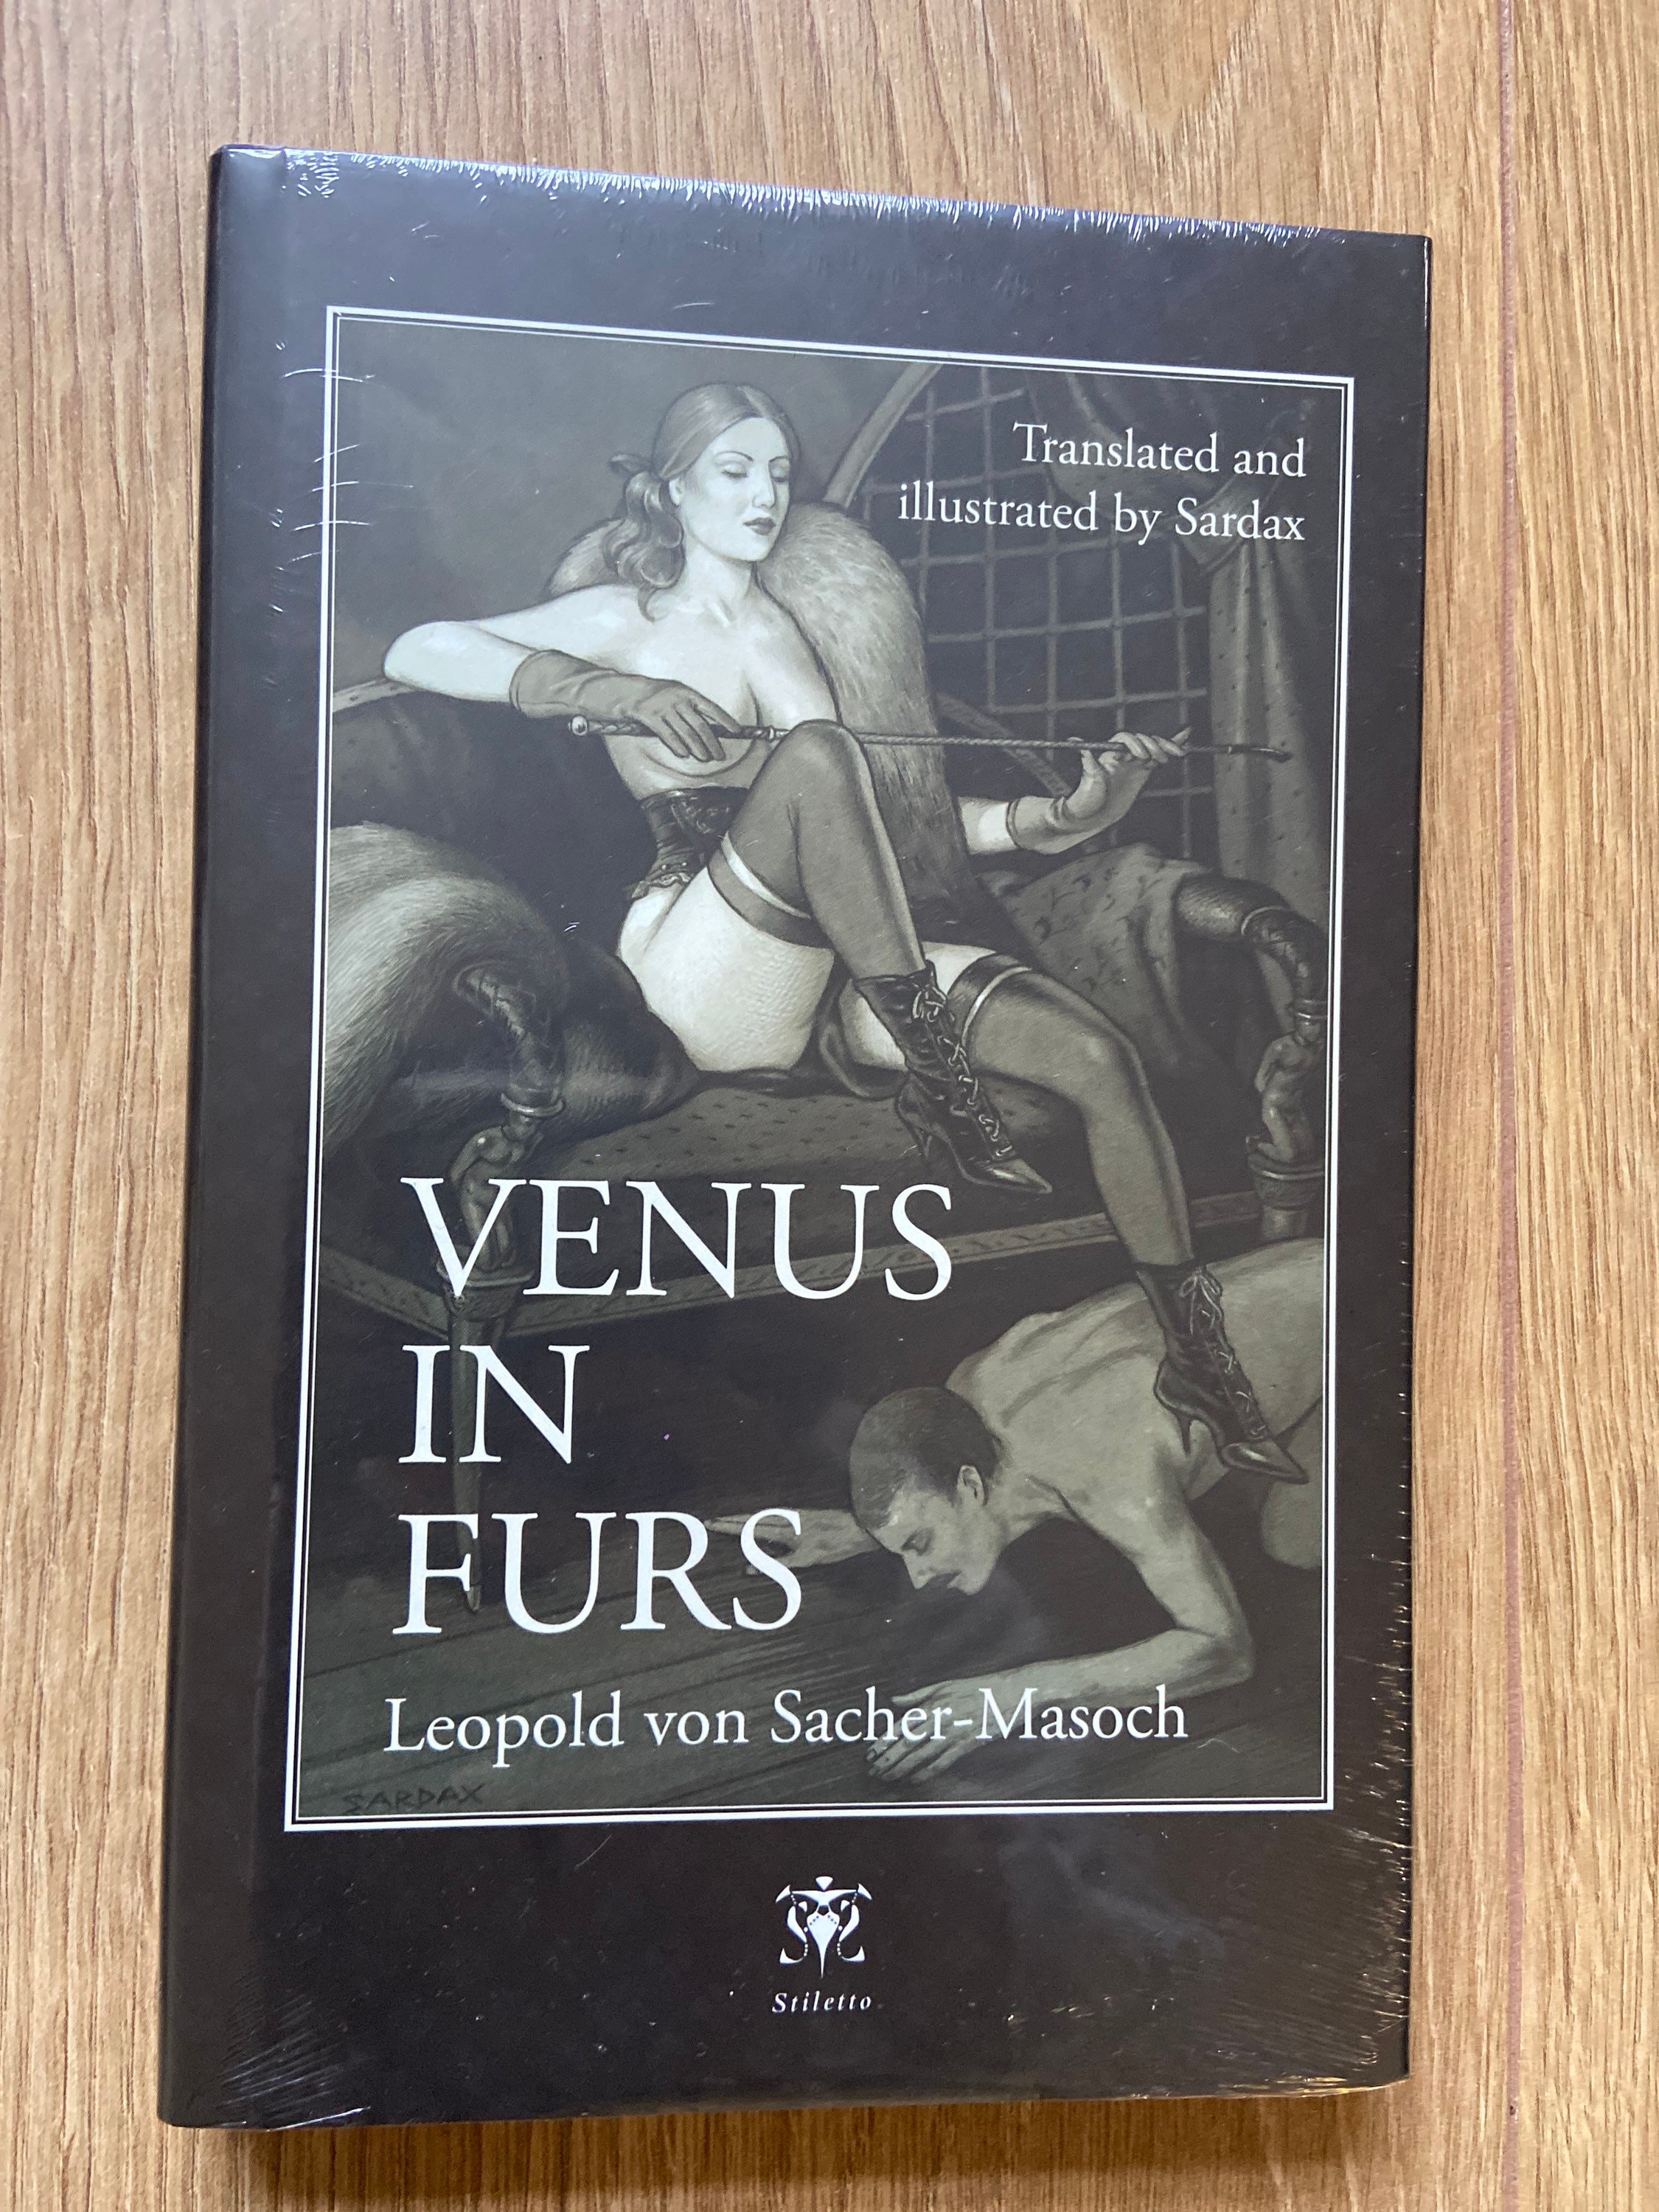 Translated and
illustrated by Sardax
VENUS
IN
FURS
Leopold von Sacher-Masoch
SARDAX
Stiletto